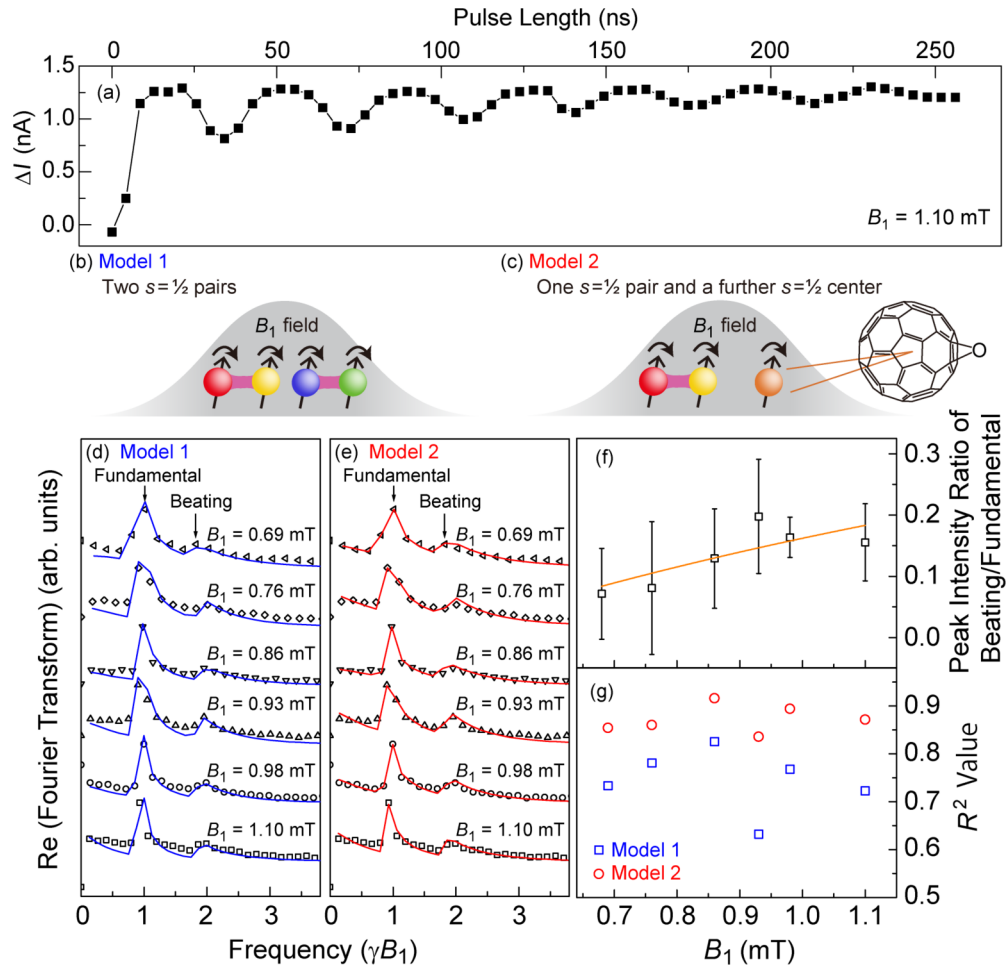 Pulse Length (ns)
0 50 100 150 200 250
1.5
1.0
0.5
0.0
ΔI (nA)
(a)
B₁ = 1.10 mT
(b) Model 1
Two s=½ pairs
B₁ field
(c) Model 2
One s=½ pair and a further s=½ center
B₁ field
O
Re (Fourier Transform) (arb. units)
(d) Model 1
Fundamental
Beating
B₁ = 0.69 mT
B₁ = 0.76 mT
B₁ = 0.86 mT
B₁ = 0.93 mT
B₁ = 0.98 mT
B₁ = 1.10 mT
0 1 2 3
(e) Model 2
Fundamental
Beating
B₁ = 0.69 mT
B₁ = 0.76 mT
B₁ = 0.86 mT
B₁ = 0.93 mT
B₁ = 0.98 mT
B₁ = 1.10 mT
0 1 2 3
Frequency (γB₁)
(f)
0.3
0.2
0.1
0.0
Peak Intensity Ratio of
Beating/Fundamental
(g)
0.9
0.8
0.7
0.6
0.5
R² Value
Model 1
Model 2
0.7 0.8 0.9 1.0 1.1
B₁ (mT)